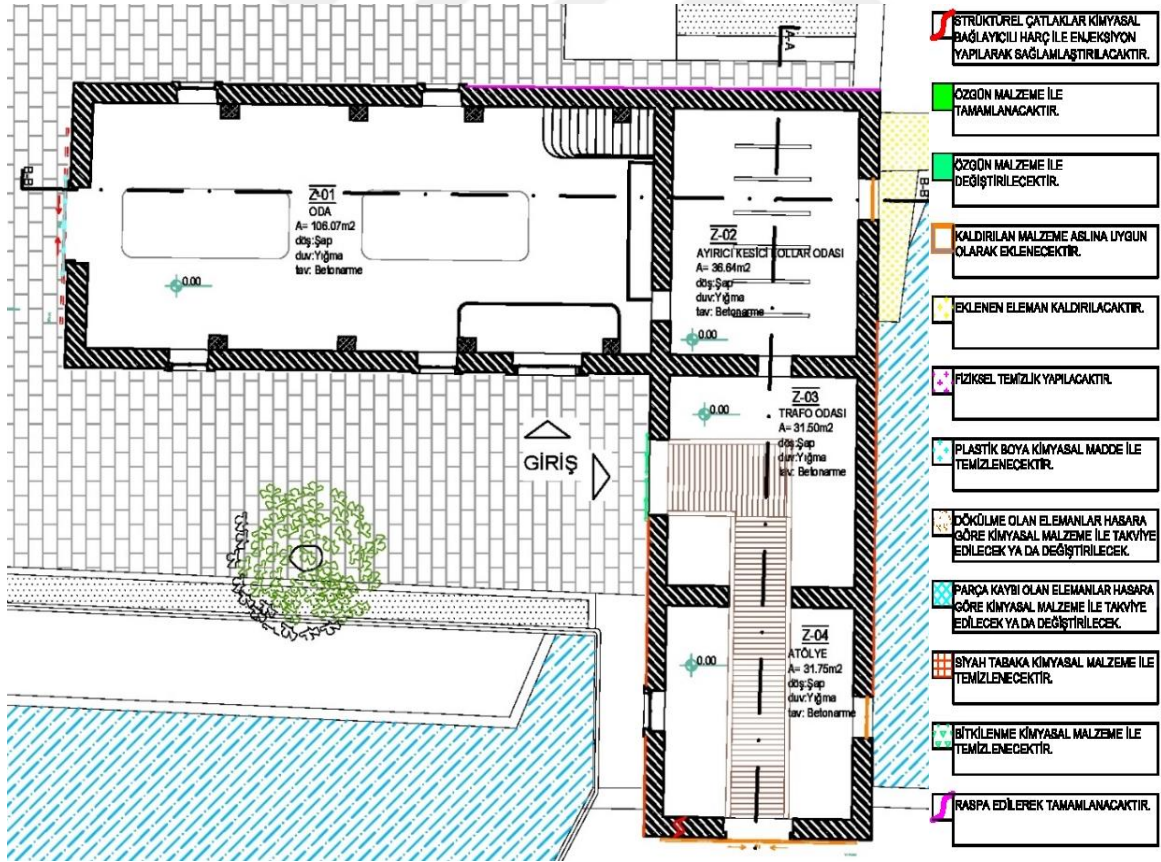 A-A
B-B
Z-01
ODA
A= 106.07m2
döş:Şap
duv:Yığma
tav: Betonarme
0.00
Z-02
AYIRICI KESİCİ KOLLAR ODASI
A= 36.64m2
döş:Şap
duv:Yığma
tav: Betonarme
0.00
B-B
Z-03
TRAFO ODASI
A= 31.50m2
döş:Şap
duv:Yığma
tav: Betonarme
0.00
GİRİŞ
Z-04
ATÖLYE
A= 31.75m2
döş:Şap
duv:Yığma
tav: Betonarme
0.00
STRÜKTÜREL ÇATLAKLAR KİMYASAL
BAĞLAYICILI HARÇ İLE ENJEKSİYON
YAPILARAK SAĞLAMLAŞTIRILACAKTIR.
ÖZGÜN MALZEME İLE
TAMAMLANACAKTIR.
ÖZGÜN MALZEME İLE
DEĞİŞTİRİLEÇEKTİR.
KALDIRILAN MALZEME ASLINA UYGUN
OLARAK EKLENECEKTİR.
EKLENEN ELEMAN KALDIRILACAKTIR.
FİZİKSEL TEMİZLİK YAPILACAKTIR.
PLASTİK BOYA KİMYASAL MADDE İLE
TEMİZLENEÇEKTİR.
DÖKÜLME OLAN ELEMANLAR HASARA
GÖRE KİMYASAL MALZEME İLE TAKVİYE
EDİLECEK YA DA DEĞİŞTİRİLECEK.
PARÇA KAYBI OLAN ELEMANLAR HASARA
GÖRE KİMYASAL MALZEME İLE TAKVİYE
EDİLECEK YA DA DEĞİŞTİRİLECEK.
SİYAH TABAKA KİMYASAL MALZEME İLE
TEMİZLENECEKTİR.
BİTKİLENME KİMYASAL MALZEME İLE
TEMİZLENECEKTİR.
RASPA EDİLEREK TAMAMLANACAKTIR.